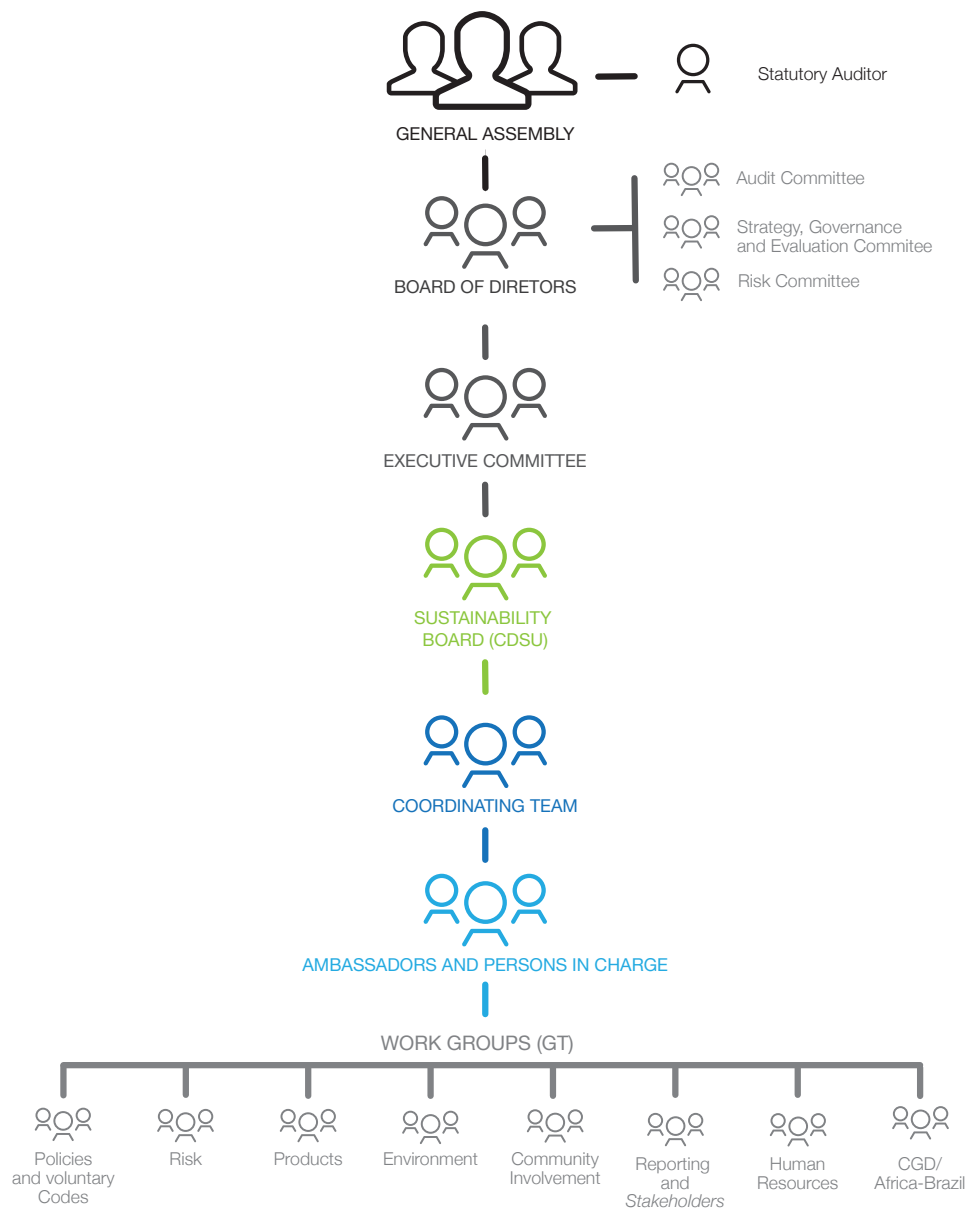 Statutory Auditor
GENERAL ASSEMBLY
Audit Committee
Strategy, Governance
and Evaluation Commitee
Risk Committee
BOARD OF DIRETORS
EXECUTIVE COMMITTEE
SUSTAINABILITY
BOARD (CDSU)
COORDINATING TEAM
AMBASSADORS AND PERSONS IN CHARGE
WORK GROUPS (GT)
Policies
and voluntary
Codes
Risk
Products
Environment
Community
Involvement
Reporting
and
Stakeholders
Human
Resources
CGD/
Africa-Brazil